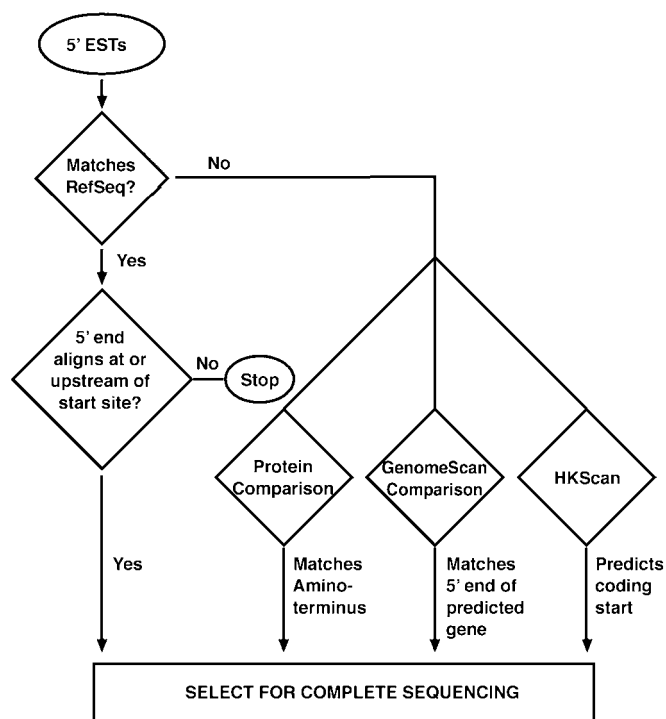 5' ESTs
Matches
RefSeq?
No
Yes
5' end
aligns at or
upstream of
start site?
No
Stop
Protein
Comparison
GenomeScan
Comparison
HKScan
Yes
Matches
Amino-
terminus
Matches
5' end of
predicted
gene
Predicts
coding
start
SELECT FOR COMPLETE SEQUENCING